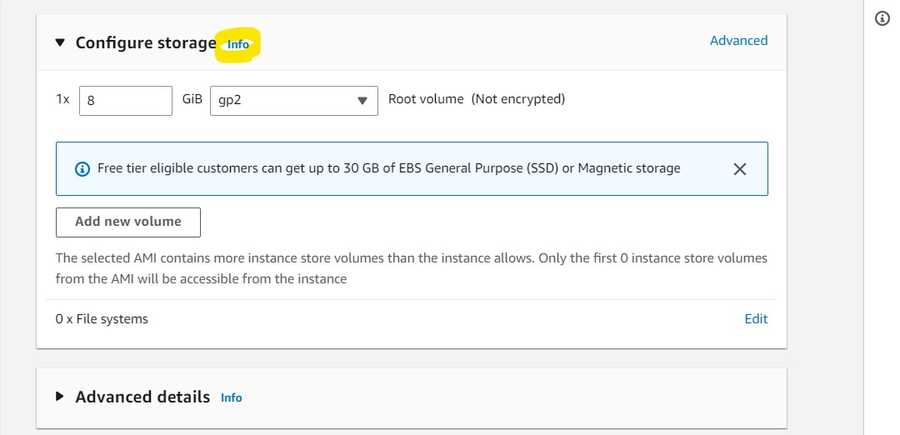 Configure storage Info
Advanced
1x 8 GiB gp2 Root volume (Not encrypted)
Free tier eligible customers can get up to 30 GB of EBS General Purpose (SSD) or Magnetic storage
Add new volume
The selected AMI contains more instance store volumes than the instance allows. Only the first 0 instance store volumes
from the AMI will be accessible from the instance
0 x File systems
Edit
Advanced details Info